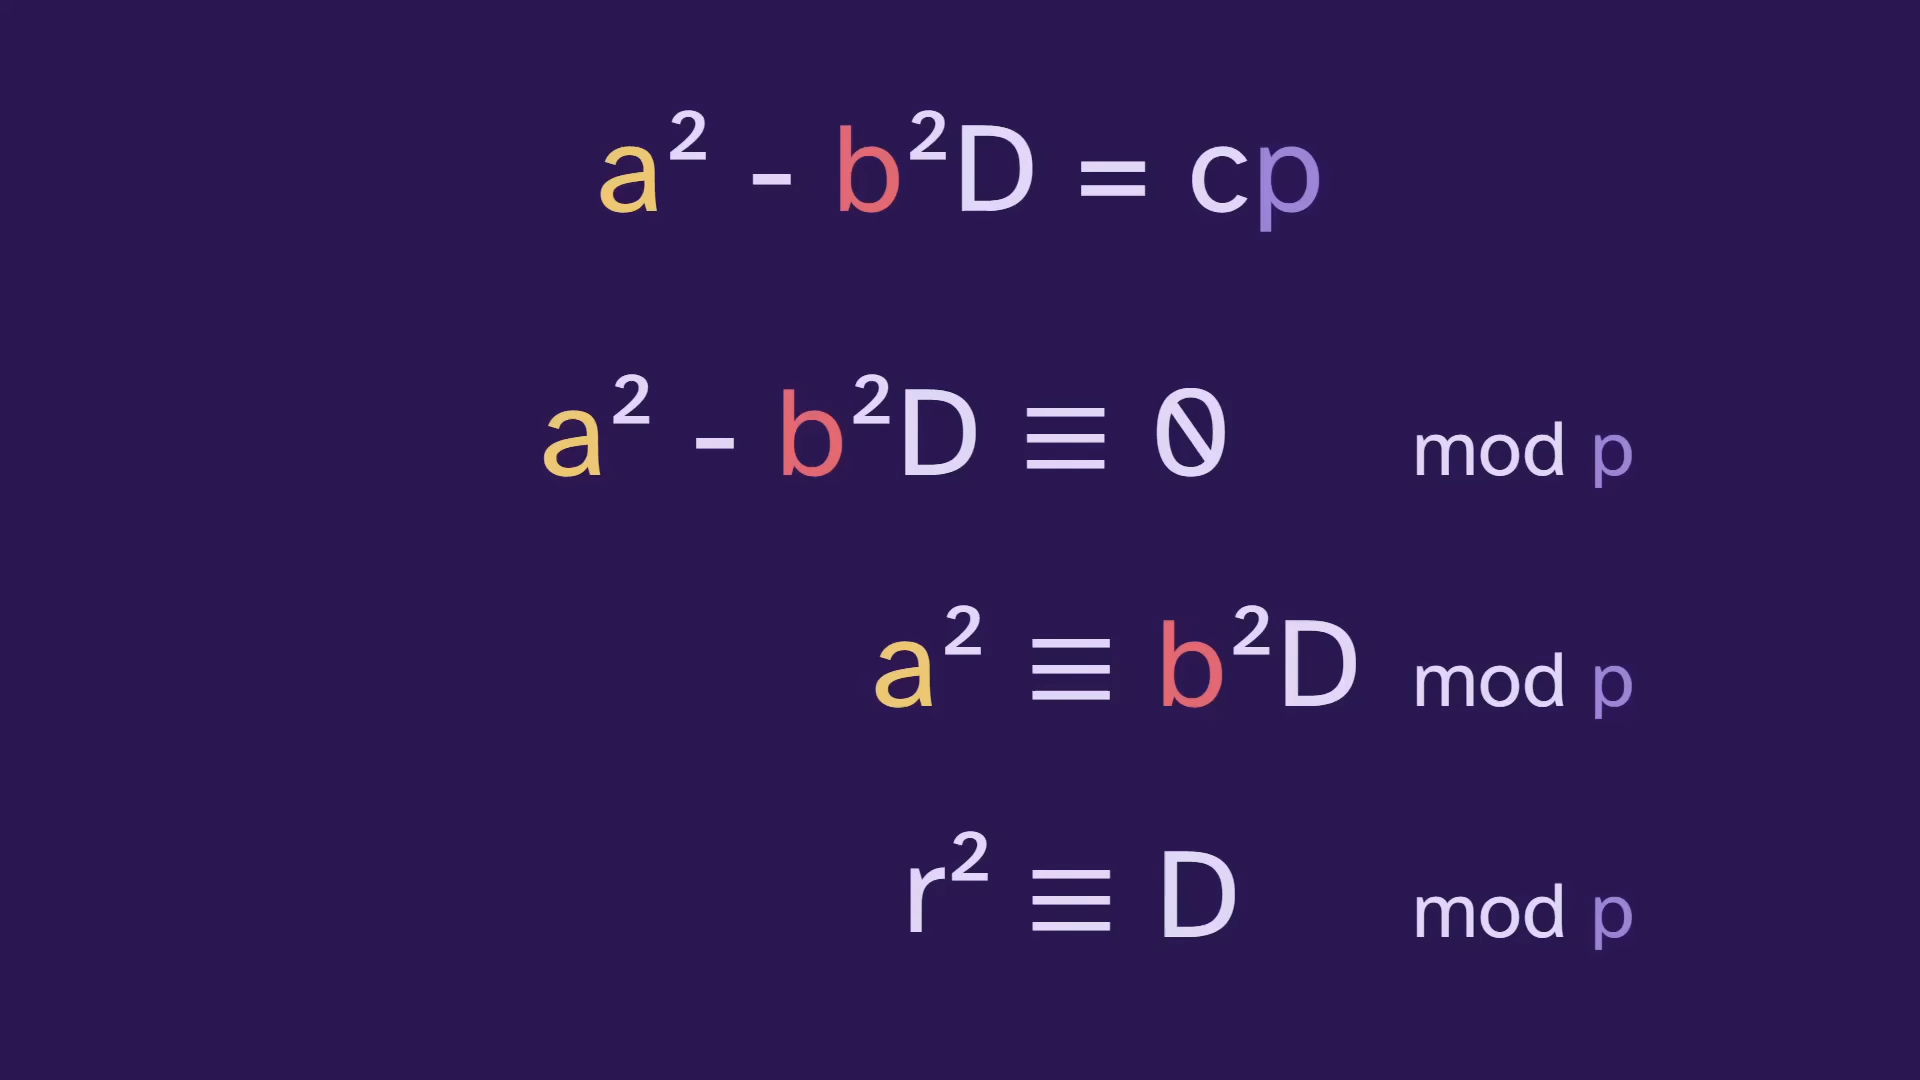 a² - b²D = cp
a² - b²D ≡ 0 mod p
a² ≡ b²D mod p
r² ≡ D mod p